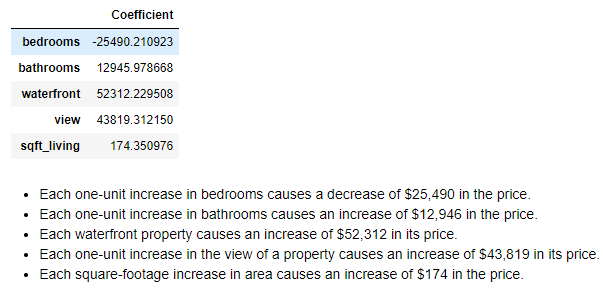 Coefficient
bedrooms -25490.210923
bathrooms 12945.978668
waterfront 52312.229508
view 43819.312150
sqft_living 174.350976
• Each one-unit increase in bedrooms causes a decrease of $25,490 in the price.
• Each one-unit increase in bathrooms causes an increase of $12,946 in the price.
• Each waterfront property causes an increase of $52,312 in its price.
• Each one-unit increase in the view of a property causes an increase of $43,819 in its price.
• Each square-footage increase in area causes an increase of $174 in the price.